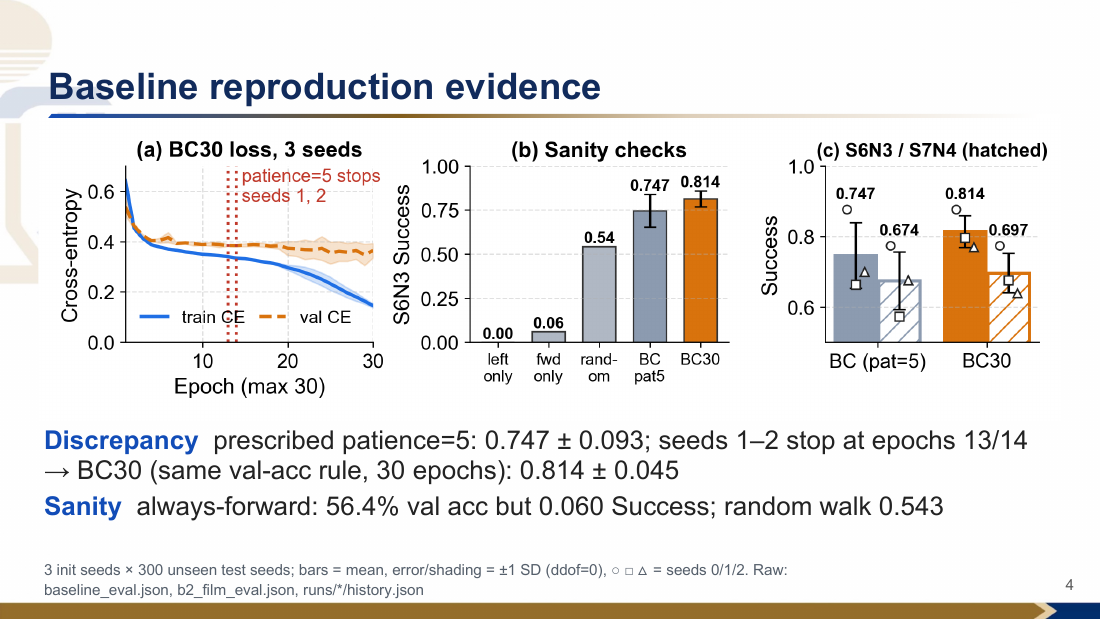 Baseline reproduction evidence
(a) BC30 loss, 3 seeds
Cross-entropy
0.6
0.4
0.2
0.0
patience=5 stops
seeds 1, 2
train CE
val CE
10
20
30
Epoch (max 30)
(b) Sanity checks
S6N3 Success
1.00
0.75
0.50
0.25
0.00
0.00
0.06
0.54
0.747
0.814
left
only
fwd
only
rand-
om
BC
pat5
BC30
(c) S6N3 / S7N4 (hatched)
Success
1.0
0.8
0.6
0.747
0.674
0.814
0.697
BC (pat=5)
BC30
Discrepancy prescribed patience=5: 0.747 ± 0.093; seeds 1–2 stop at epochs 13/14
→ BC30 (same val-acc rule, 30 epochs): 0.814 ± 0.045
Sanity always-forward: 56.4% val acc but 0.060 Success; random walk 0.543
3 init seeds × 300 unseen test seeds; bars = mean, error/shading = ±1 SD (ddof=0), ○ □ △ = seeds 0/1/2. Raw:
baseline_eval.json, b2_film_eval.json, runs/*/history.json
4